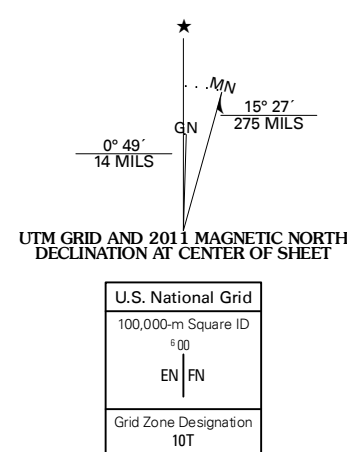 ★
MN
GN
15° 27´
275 MILS
0° 49´
14 MILS
UTM GRID AND 2011 MAGNETIC NORTH
DECLINATION AT CENTER OF SHEET
U.S. National Grid
100,000-m Square ID
⁶00
EN FN
Grid Zone Designation
10T